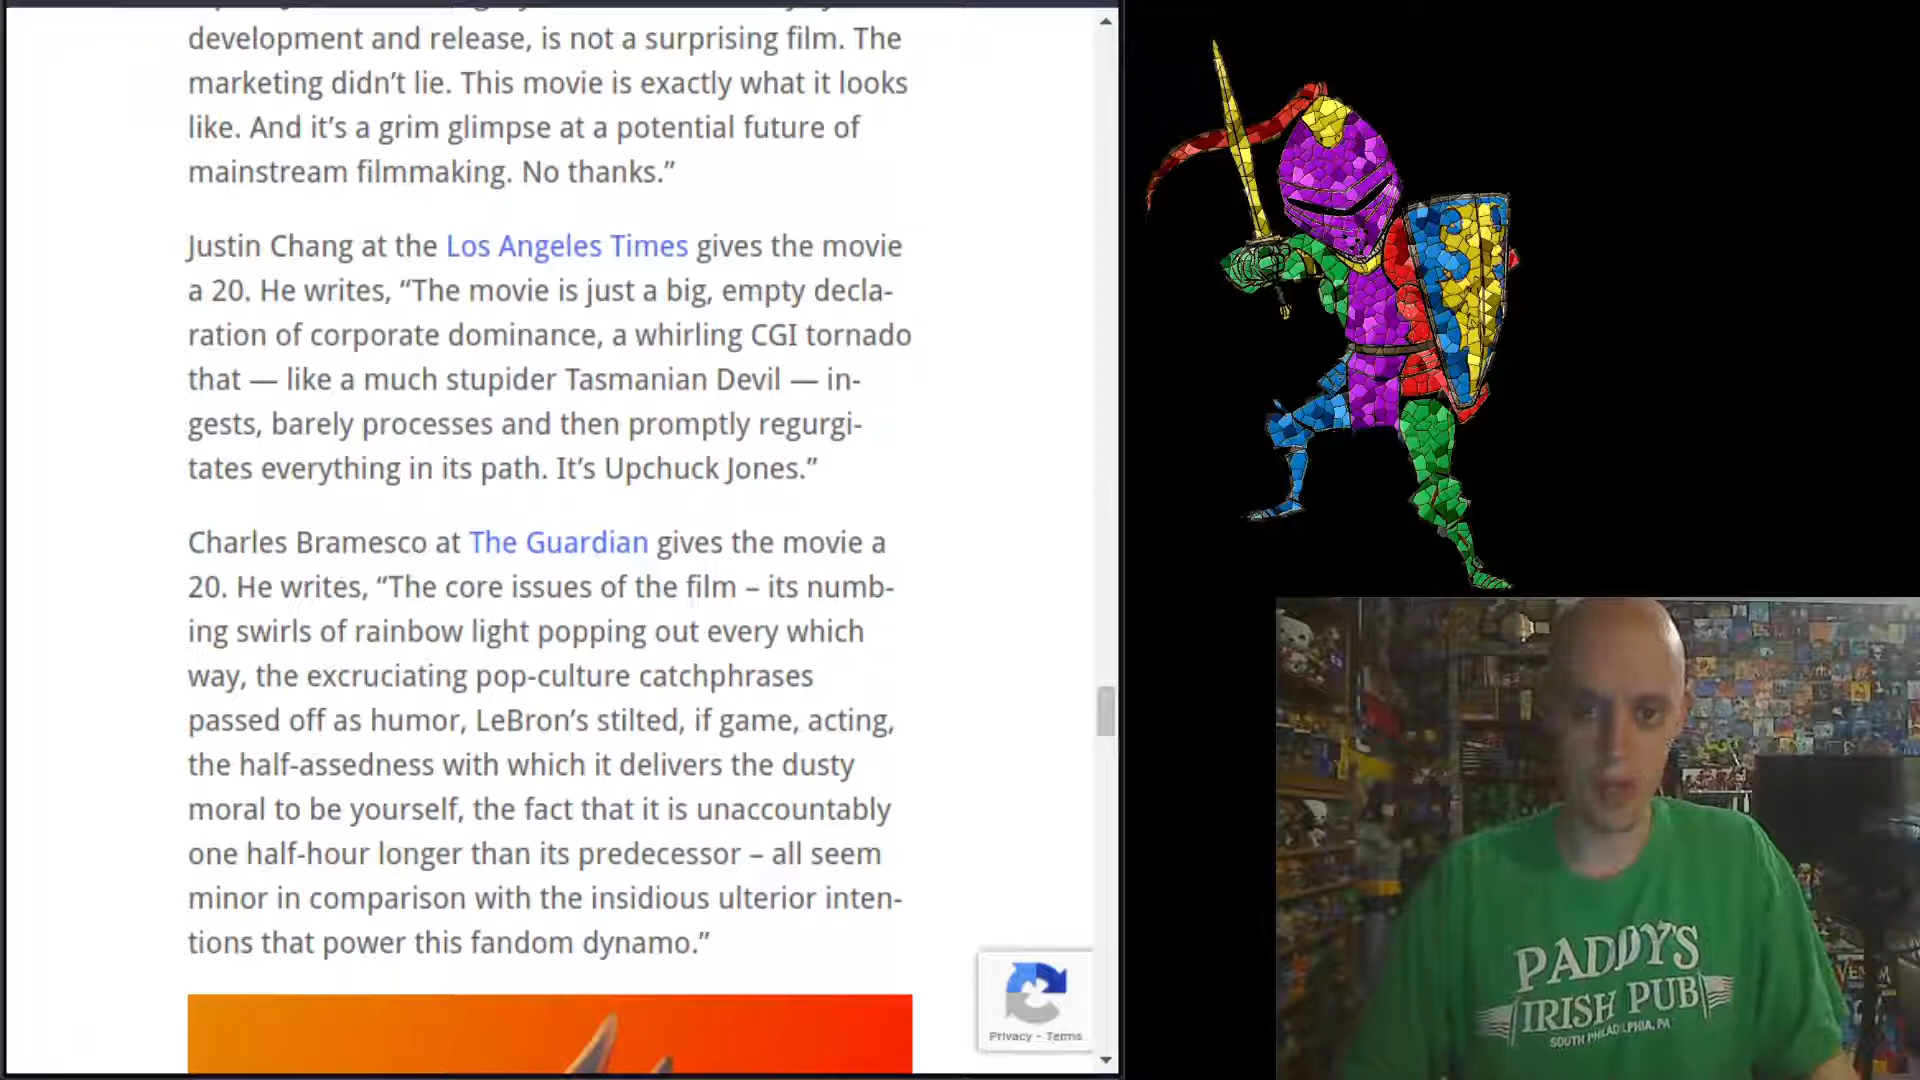 development and release, is not a surprising film. The
marketing didn’t lie. This movie is exactly what it looks
like. And it’s a grim glimpse at a potential future of
mainstream filmmaking. No thanks.”
Justin Chang at the Los Angeles Times gives the movie
a 20. He writes, “The movie is just a big, empty decla-
ration of corporate dominance, a whirling CGI tornado
that — like a much stupider Tasmanian Devil — in-
gests, barely processes and then promptly regurgi-
tates everything in its path. It’s Upchuck Jones.”
Charles Bramesco at The Guardian gives the movie a
20. He writes, “The core issues of the film – its numb-
ing swirls of rainbow light popping out every which
way, the excruciating pop-culture catchphrases
passed off as humor, LeBron’s stilted, if game, acting,
the half-assedness with which it delivers the dusty
moral to be yourself, the fact that it is unaccountably
one half-hour longer than its predecessor – all seem
minor in comparison with the insidious ulterior inten-
tions that power this fandom dynamo.”
Privacy - Terms
PADDY'S
IRISH PUB
SOUTH PHILADELPHIA, PA
VENOM